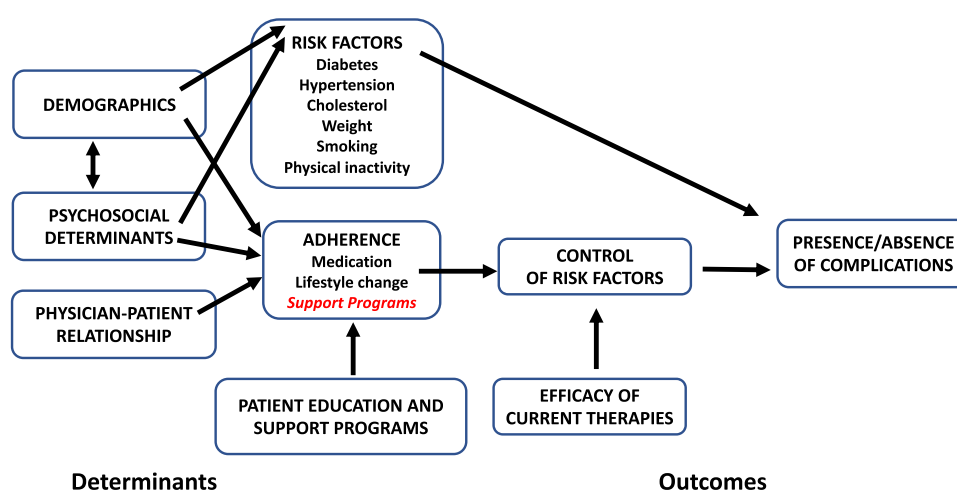 RISK FACTORS
Diabetes
Hypertension
Cholesterol
Weight
Smoking
Physical inactivity
DEMOGRAPHICS
PSYCHOSOCIAL
DETERMINANTS
PHYSICIAN-PATIENT
RELATIONSHIP
ADHERENCE
Medication
Lifestyle change
Support Programs
CONTROL
OF RISK FACTORS
PRESENCE/ABSENCE
OF COMPLICATIONS
PATIENT EDUCATION AND
SUPPORT PROGRAMS
EFFICACY OF
CURRENT THERAPIES
Determinants
Outcomes